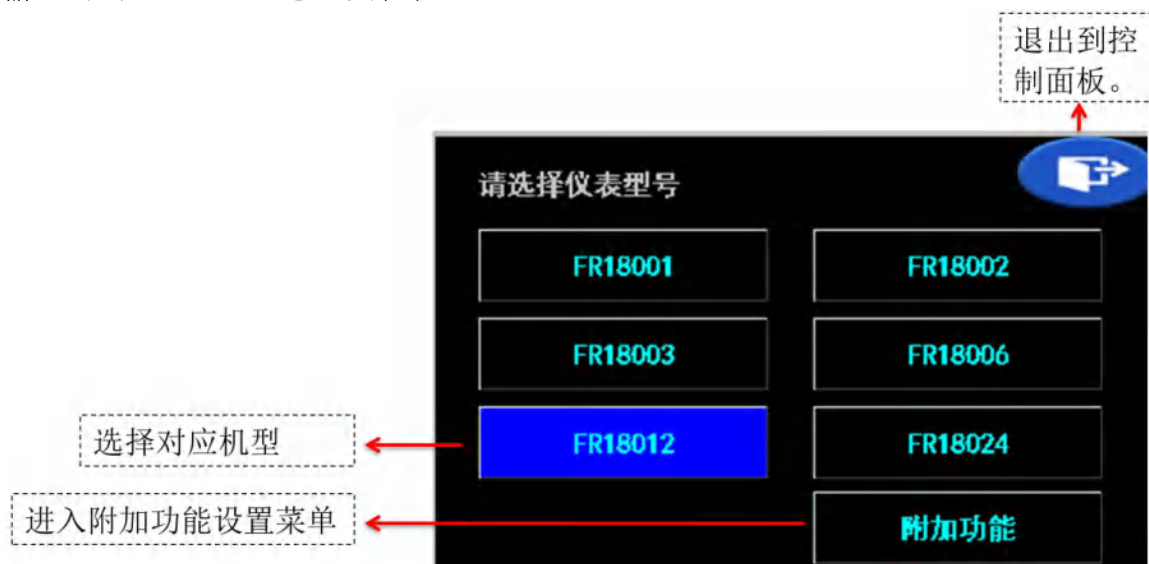 退出到控
制面板。
请选择仪表型号
FR18001
FR18002
FR18003
FR18006
选择对应机型
FR18012
FR18024
进入附加功能设置菜单
附加功能